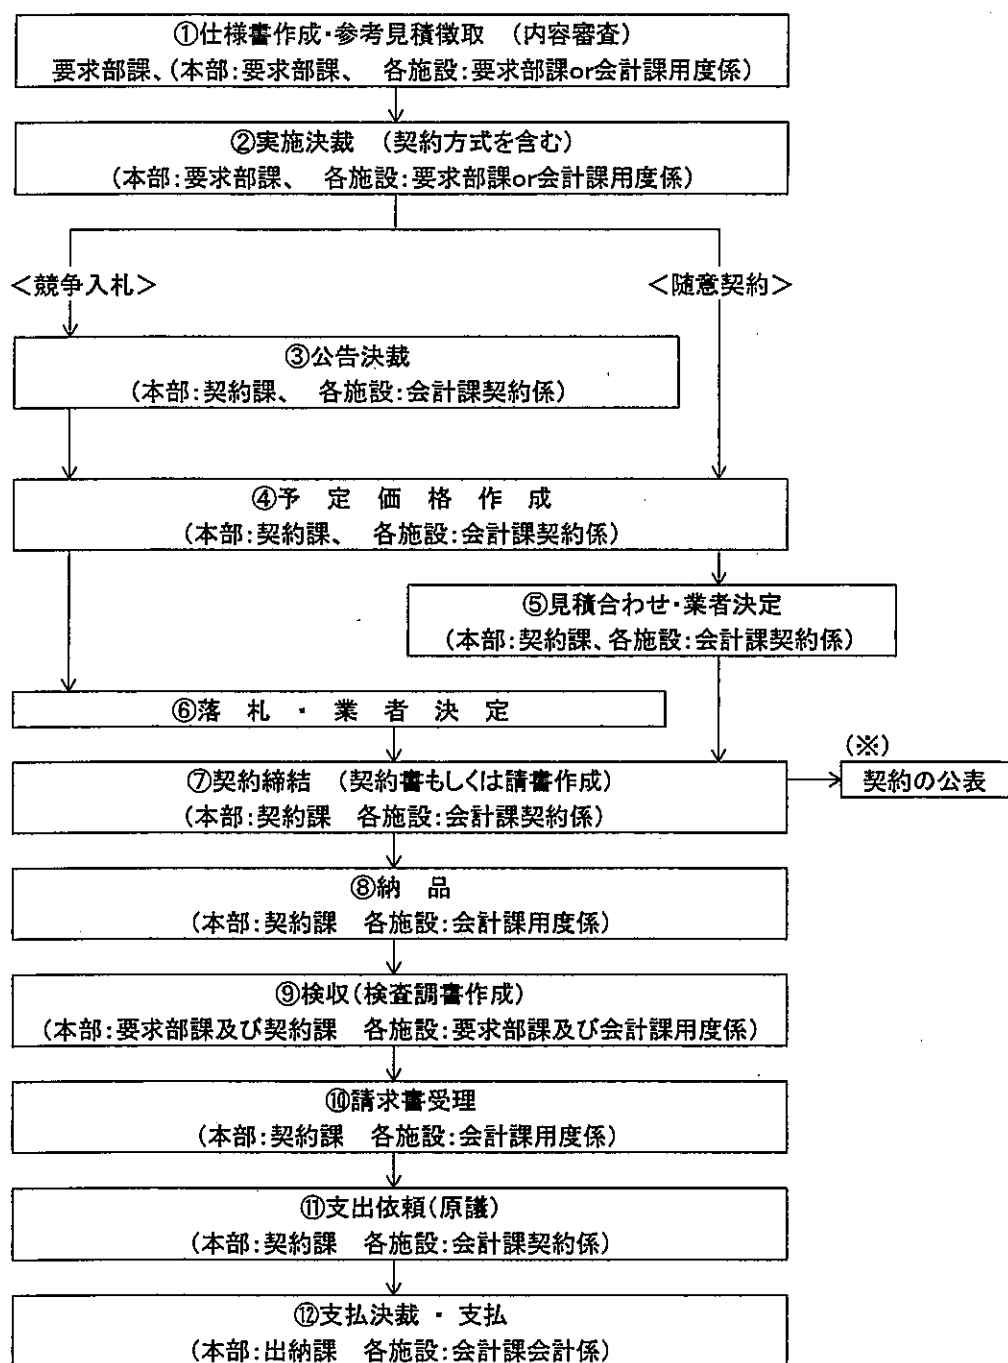 ①仕様書作成・参考見積徴取　（内容審査）
要求部課、（本部：要求部課、　各施設：要求部課or会計課用度係）
②実施決裁　（契約方式を含む）
（本部：要求部課、　各施設：要求部課or会計課用度係）
＜競争入札＞　＜随意契約＞
③公告決裁
（本部：契約課、　各施設：会計課契約係）
④予　定　価　格　作　成
（本部：契約課、　各施設：会計課契約係）
⑤見積合わせ・業者決定
（本部：契約課、各施設：会計課契約係）
⑥落　札　・　業　者　決　定
（※）
⑦契約締結　（契約書もしくは請書作成）
（本部：契約課　各施設：会計課契約係）
契約の公表
⑧納　品
（本部：契約課　各施設：会計課用度係）
⑨検収（検査調書作成）
（本部：要求部課及び契約課　各施設：要求部課及び会計課用度係）
⑩請求書受理
（本部：契約課　各施設：会計課用度係）
⑪支出依頼（原議）
（本部：契約課　各施設：会計課契約係）
⑫支払決裁　・　支払
（本部：出納課　各施設：会計課会計係）